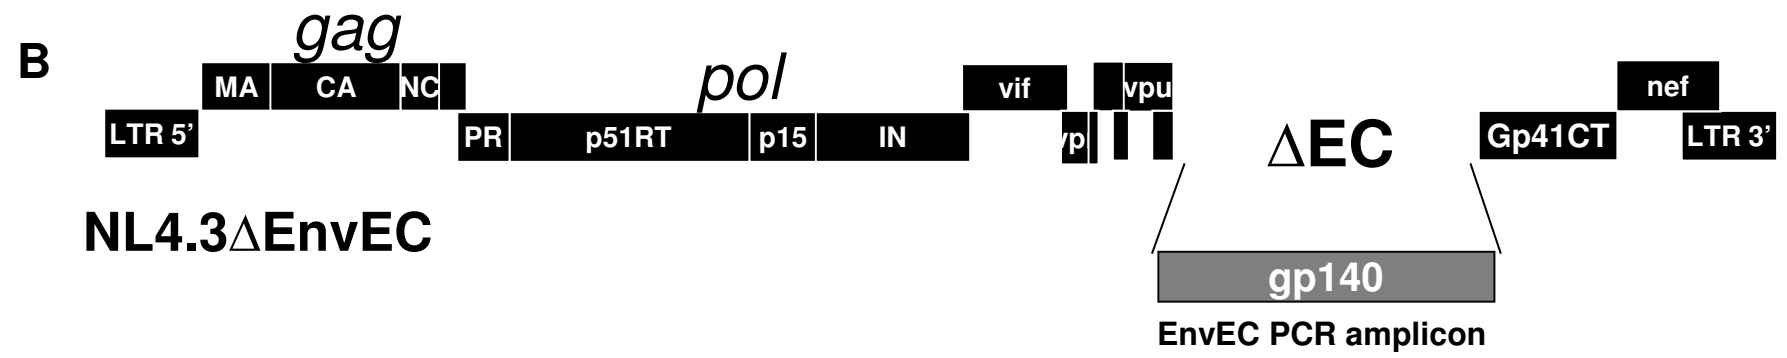 B
gag
pol
MA CA NC vif vpu nef
LTR 5’ PR p51RT p15 IN vp ΔEC Gp41CT LTR 3’
NL4.3ΔEnvEC
gp140
EnvEC PCR amplicon